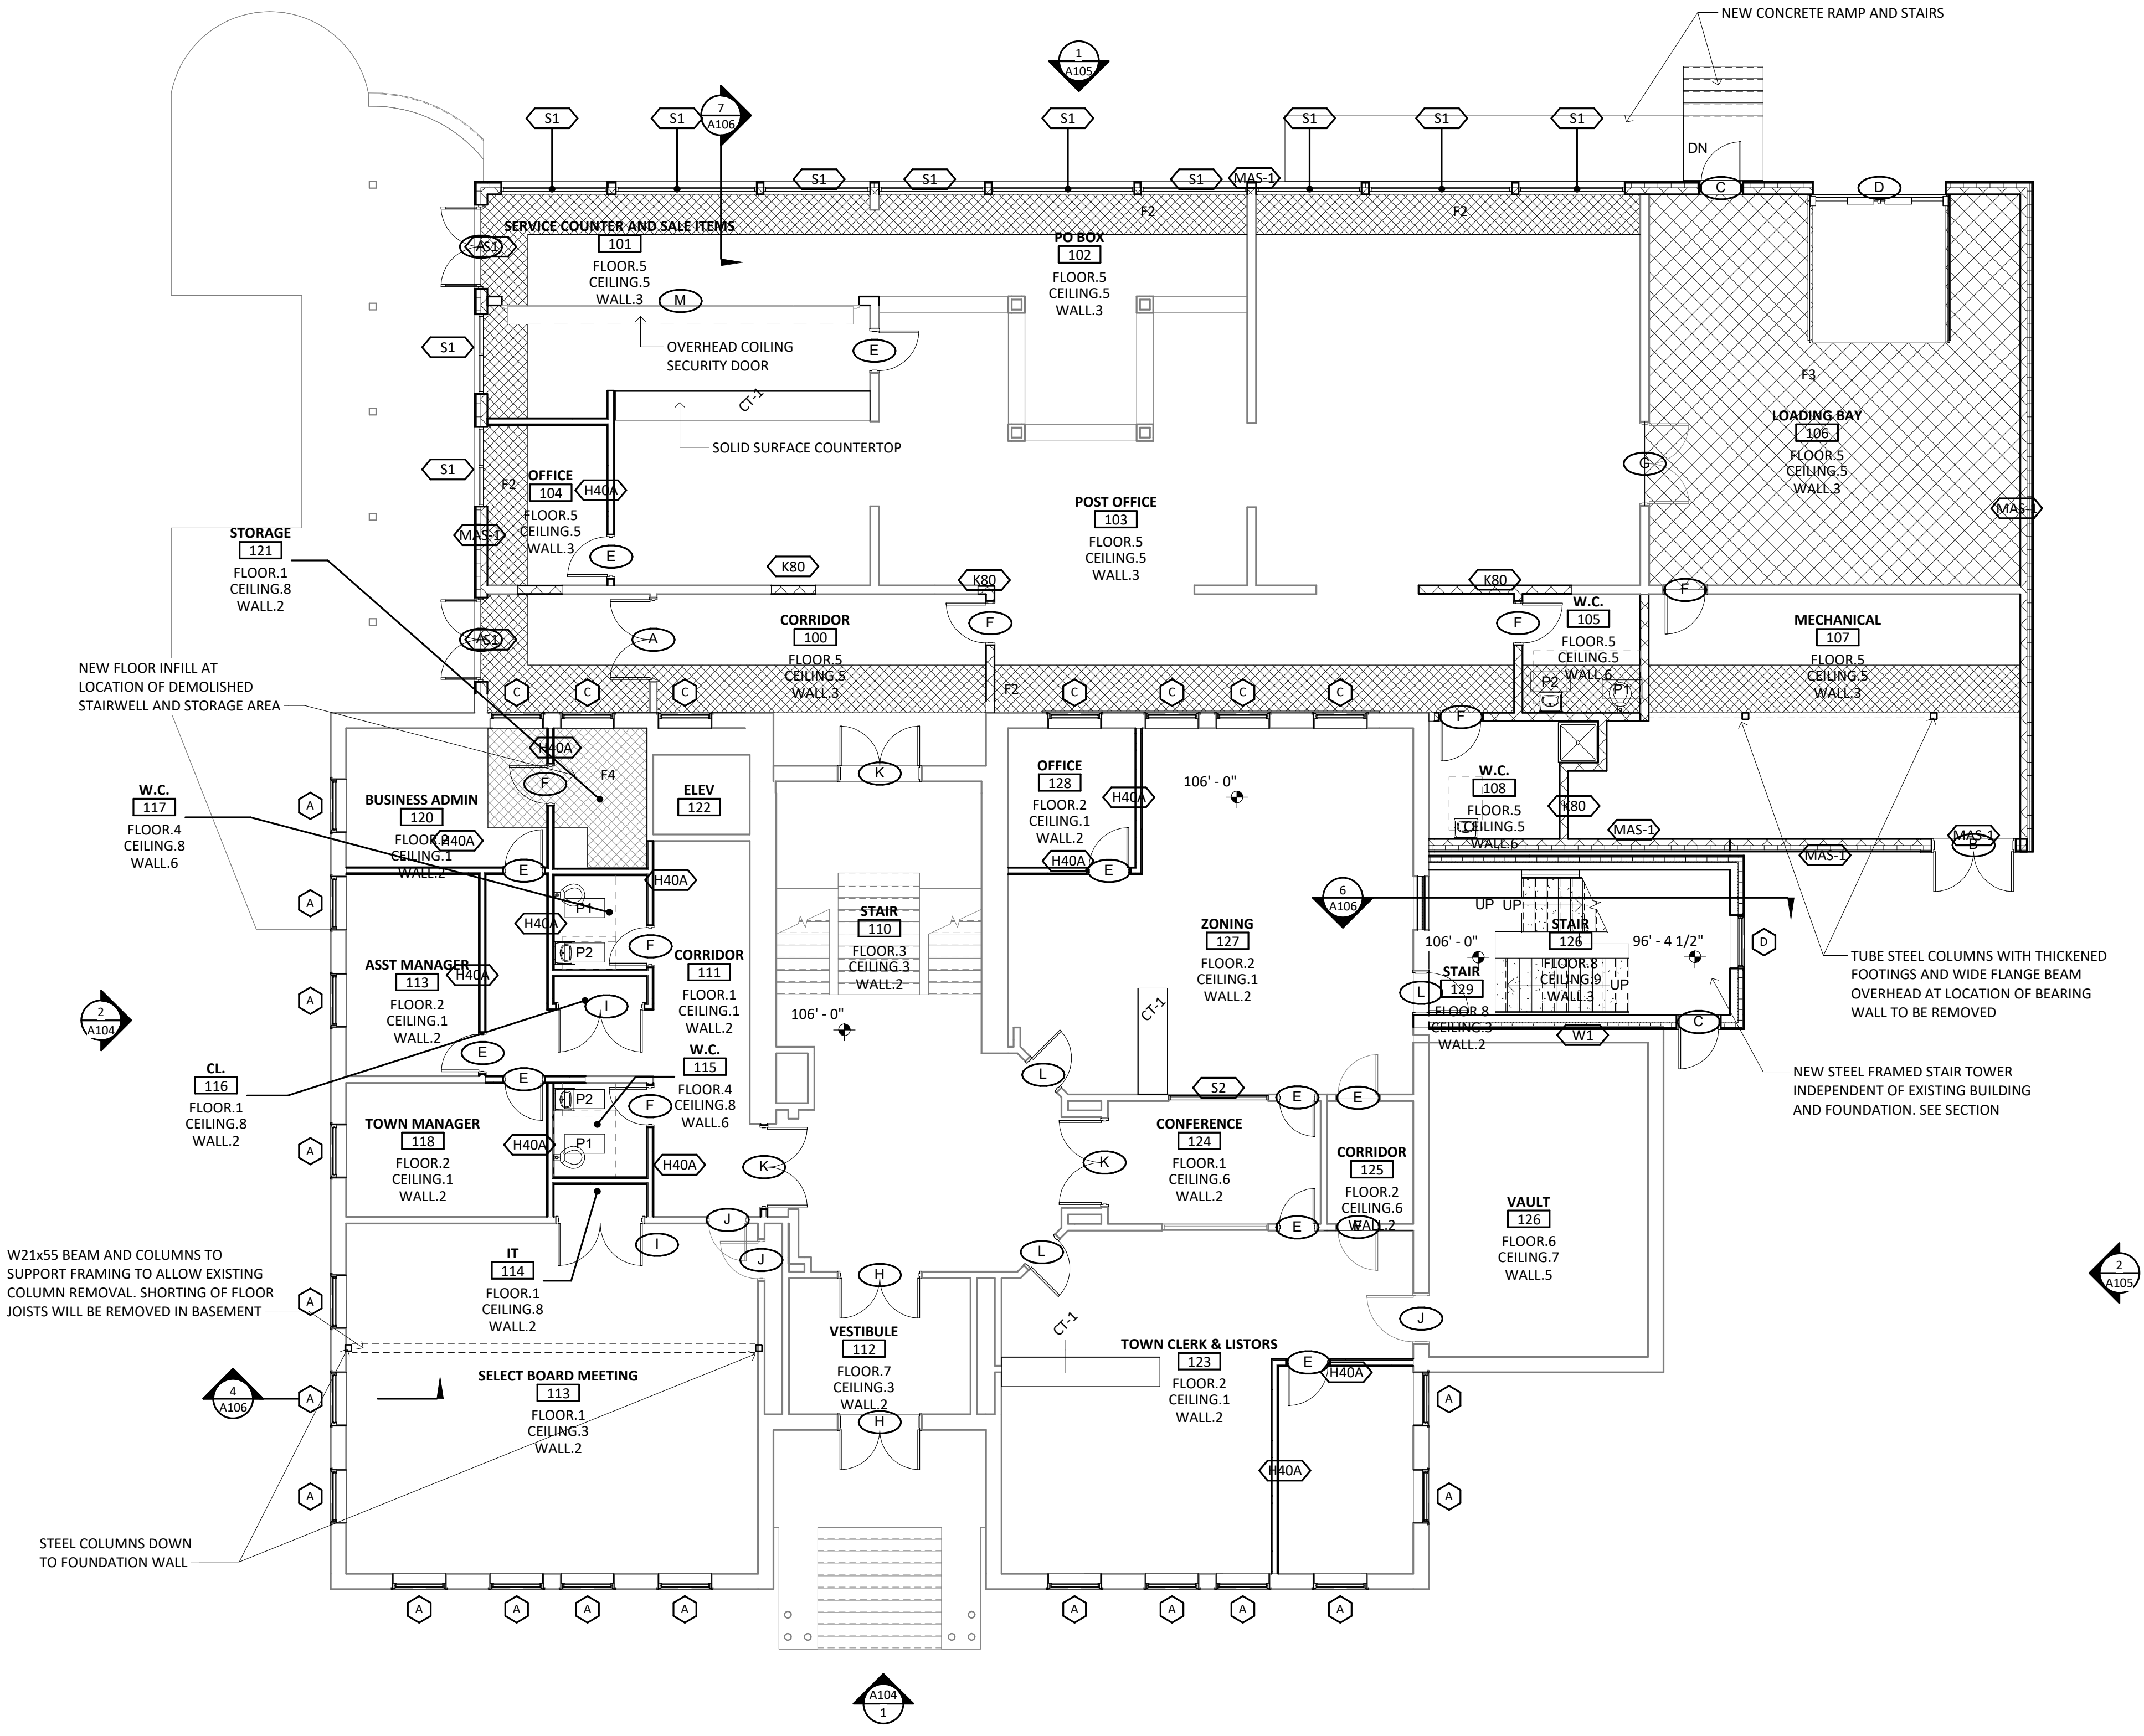 NEW CONCRETE RAMP AND STAIRS
1
A105
7
A106
S1
S1
S1
S1
S1
S1
S1
S1
S1
MAS-1
DN
C
D
F2
F2
SERVICE COUNTER AND SALE ITEMS
101
FLOOR.5
CEILING.5
WALL.3
M
A
S1
PO BOX
102
FLOOR.5
CEILING.5
WALL.3
S1
OVERHEAD COILING
SECURITY DOOR
E
CT-1
SOLID SURFACE COUNTERTOP
F3
LOADING BAY
106
FLOOR.5
CEILING.5
WALL.3
G
MAS-1
S1
F2
OFFICE
104
H40A
FLOOR.5
CEILING.5
WALL.3
MAS-1
E
POST OFFICE
103
FLOOR.5
CEILING.5
WALL.3
STORAGE
121
FLOOR.1
CEILING.8
WALL.2
K80
K80
K80
F
A
S1
A
CORRIDOR
100
FLOOR.5
CEILING.5
WALL.3
F
F
W.C.
105
FLOOR.5
CEILING.5
WALL.6
P2
P1
MECHANICAL
107
FLOOR.5
CEILING.5
WALL.3
F2
NEW FLOOR INFILL AT
LOCATION OF DEMOLISHED
STAIRWELL AND STORAGE AREA
C
C
C
C
C
C
C
F
H40A
F
F4
K
ELEV
122
OFFICE
128
FLOOR.2
CEILING.1
WALL.2
H40A
H40A
E
106' - 0"
W.C.
108
FLOOR.5
CEILING.5
WALL.6
K80
MAS-1
MAS-1
MAS-1
B
W.C.
117
FLOOR.4
CEILING.8
WALL.6
A
BUSINESS ADMIN
120
FLOOR.2
CEILING.1
WALL.2
H40A
E
H40A
A
P1
H40A
P2
F
STAIR
110
FLOOR.3
CEILING.3
WALL.2
6
A106
ZONING
127
FLOOR.2
CEILING.1
WALL.2
UP
UP
STAIR
126
FLOOR.8
CEILING.9
WALL.3
UP
106' - 0"
96' - 4 1/2"
D
STAIR
129
FLOOR.8
CEILING.3
WALL.2
L
C
W1
TUBE STEEL COLUMNS WITH THICKENED
FOOTINGS AND WIDE FLANGE BEAM
OVERHEAD AT LOCATION OF BEARING
WALL TO BE REMOVED
ASST MANAGER
113
H40A
FLOOR.2
CEILING.1
WALL.2
A
CORRIDOR
111
FLOOR.1
CEILING.1
WALL.2
I
2
A104
106' - 0"
CT-1
E
E
W.C.
115
FLOOR.4
CEILING.8
WALL.6
CL.
116
FLOOR.1
CEILING.8
WALL.2
L
S2
E
E
NEW STEEL FRAMED STAIR TOWER
INDEPENDENT OF EXISTING BUILDING
AND FOUNDATION. SEE SECTION
P2
F
P1
H40A
H40A
A
TOWN MANAGER
118
FLOOR.2
CEILING.1
WALL.2
K
K
CONFERENCE
124
FLOOR.1
CEILING.6
WALL.2
CORRIDOR
125
FLOOR.2
CEILING.6
WALL.2
E
E
VAULT
126
FLOOR.6
CEILING.7
WALL.5
J
I
J
L
H
W21x55 BEAM AND COLUMNS TO
SUPPORT FRAMING TO ALLOW EXISTING
COLUMN REMOVAL. SHORTING OF FLOOR
JOISTS WILL BE REMOVED IN BASEMENT
A
IT
114
FLOOR.1
CEILING.8
WALL.2
2
A105
VESTIBULE
112
FLOOR.7
CEILING.3
WALL.2
H
CT-1
TOWN CLERK & LISTORS
123
FLOOR.2
CEILING.1
WALL.2
J
E
H40A
A
4
A106
A
SELECT BOARD MEETING
113
FLOOR.1
CEILING.3
WALL.2
H40A
A
A
STEEL COLUMNS DOWN
TO FOUNDATION WALL
A
A
A
A
A
A
A
A
A104
1